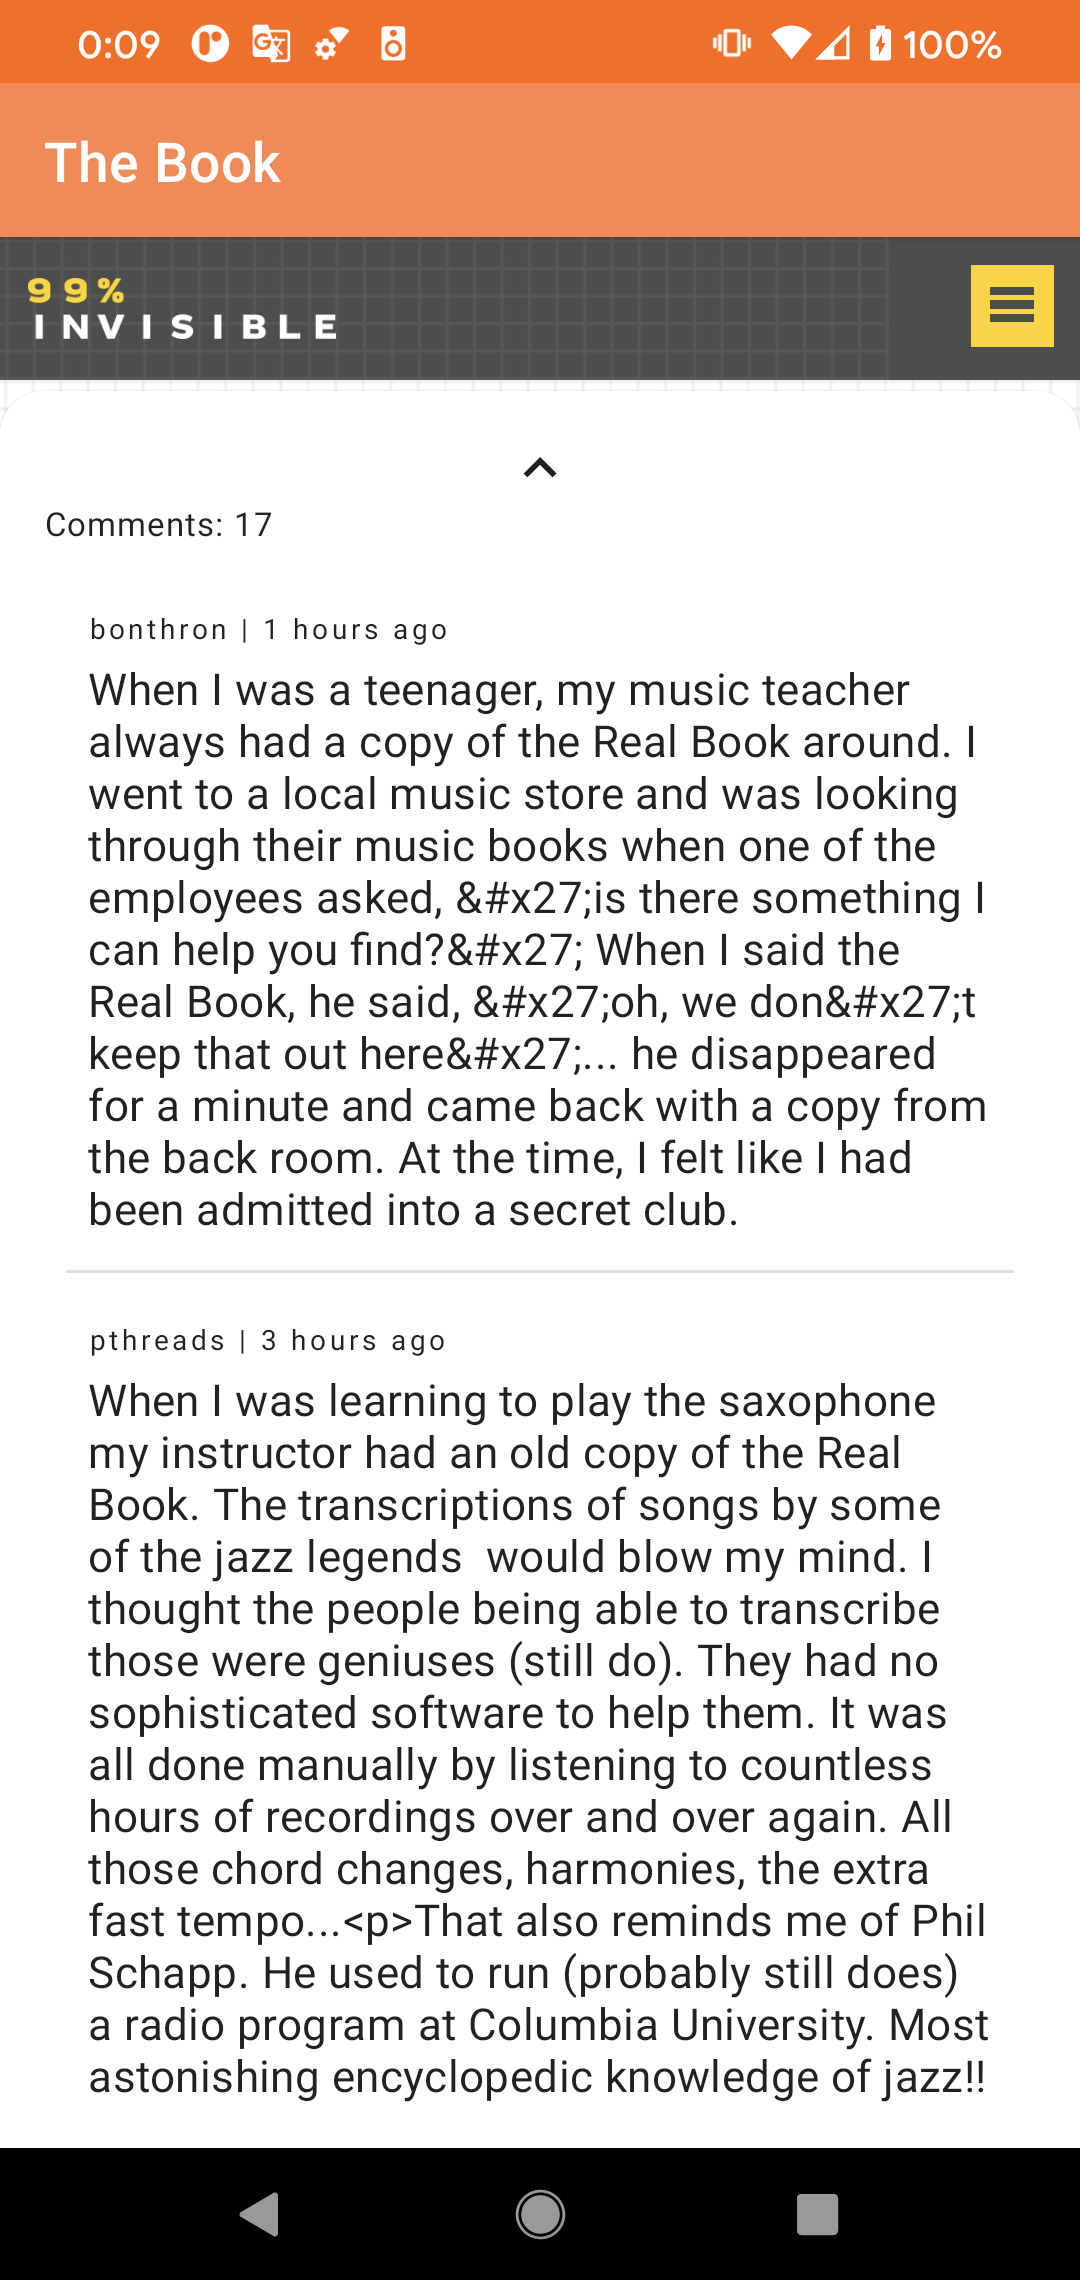 0:09
100%
The Book
99%
INVISIBLE
Comments: 17
bonthron | 1 hours ago
When I was a teenager, my music teacher
always had a copy of the Real Book around. I
went to a local music store and was looking
through their music books when one of the
employees asked, &#x27;is there something I
can help you find?&#x27; When I said the
Real Book, he said, &#x27;oh, we don&#x27;t
keep that out here&#x27;... he disappeared
for a minute and came back with a copy from
the back room. At the time, I felt like I had
been admitted into a secret club.
pthreads | 3 hours ago
When I was learning to play the saxophone
my instructor had an old copy of the Real
Book. The transcriptions of songs by some
of the jazz legends  would blow my mind. I
thought the people being able to transcribe
those were geniuses (still do). They had no
sophisticated software to help them. It was
all done manually by listening to countless
hours of recordings over and over again. All
those chord changes, harmonies, the extra
fast tempo...<p>That also reminds me of Phil
Schapp. He used to run (probably still does)
a radio program at Columbia University. Most
astonishing encyclopedic knowledge of jazz!!